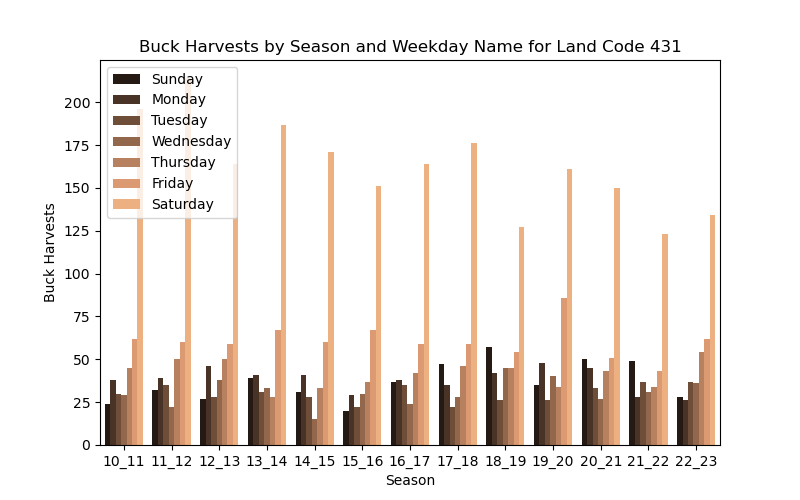 Buck Harvests by Season and Weekday Name for Land Code 431
Sunday
Monday
Tuesday
Wednesday
Thursday
Friday
Saturday
200
175
150
125
100
75
50
25
0
Buck Harvests
10_11 11_12 12_13 13_14 14_15 15_16 16_17 17_18 18_19 19_20 20_21 21_22 22_23
Season